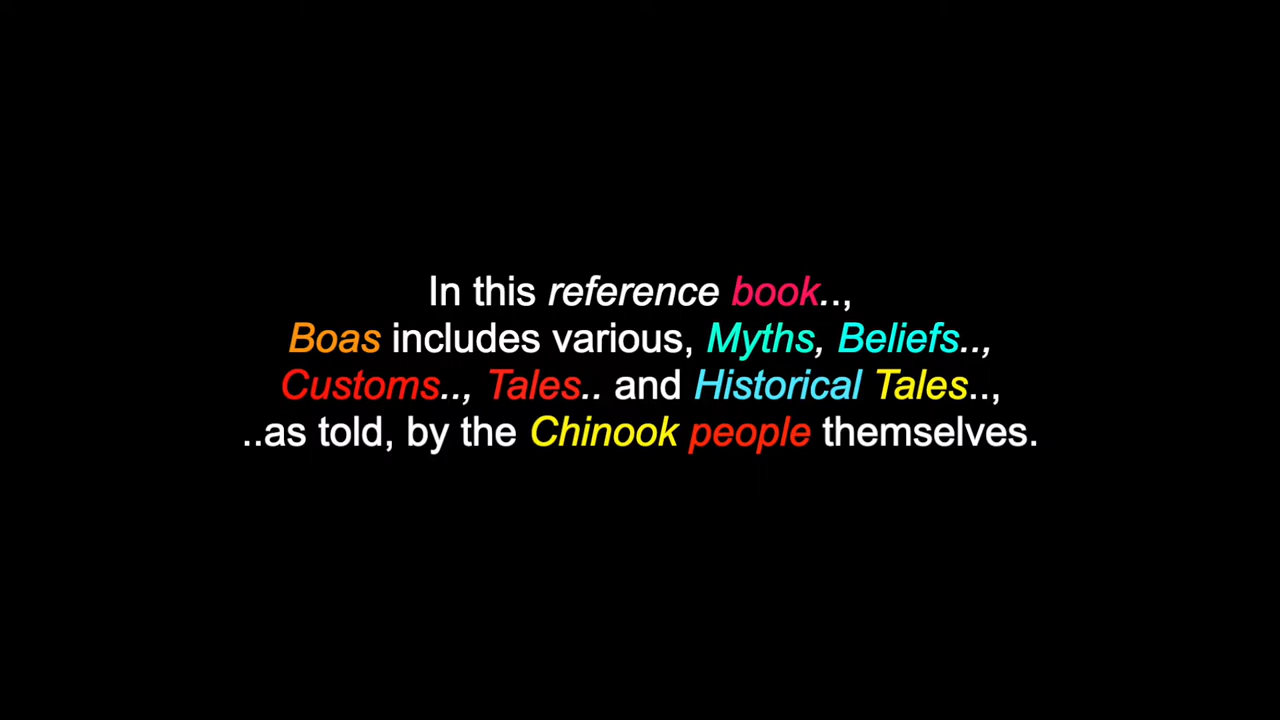 In this reference book..,
Boas includes various, Myths, Beliefs..,
Customs.., Tales.. and Historical Tales..,
..as told, by the Chinook people themselves.